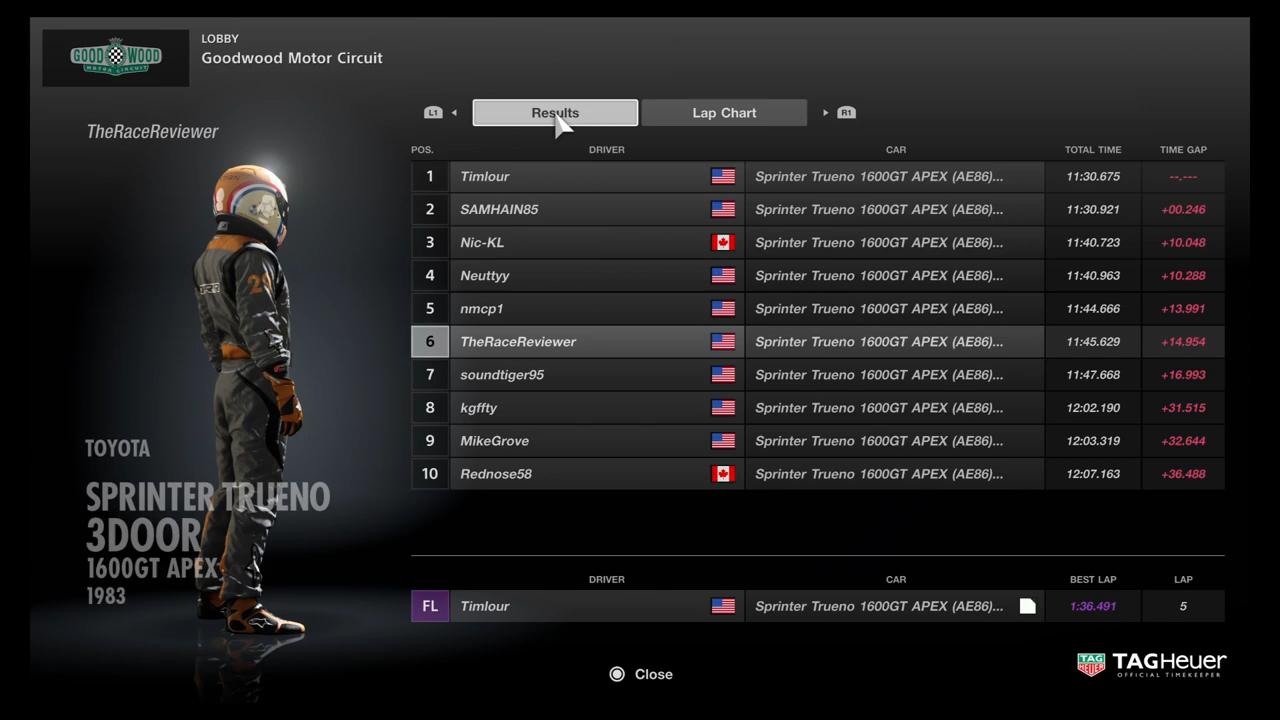 GOODWOOD
MOTOR CIRCUIT
LOBBY
Goodwood Motor Circuit
TheRaceReviewer
L1 Results Lap Chart R1
POS. DRIVER CAR TOTAL TIME TIME GAP
1 Timlour Sprinter Trueno 1600GT APEX (AE86)... 11:30.675 --.---
2 SAMHAIN85 Sprinter Trueno 1600GT APEX (AE86)... 11:30.921 +00.246
3 Nic-KL Sprinter Trueno 1600GT APEX (AE86)... 11:40.723 +10.048
4 Neuttyy Sprinter Trueno 1600GT APEX (AE86)... 11:40.963 +10.288
5 nmcp1 Sprinter Trueno 1600GT APEX (AE86)... 11:44.666 +13.991
6 TheRaceReviewer Sprinter Trueno 1600GT APEX (AE86)... 11:45.629 +14.954
7 soundtiger95 Sprinter Trueno 1600GT APEX (AE86)... 11:47.668 +16.993
8 kgffty Sprinter Trueno 1600GT APEX (AE86)... 12:02.190 +31.515
9 MikeGrove Sprinter Trueno 1600GT APEX (AE86)... 12:03.319 +32.644
10 Rednose58 Sprinter Trueno 1600GT APEX (AE86)... 12:07.163 +36.488
TOYOTA
SPRINTER TRUENO
3DOOR
1600GT APEX
1983
DRIVER CAR BEST LAP LAP
FL Timlour Sprinter Trueno 1600GT APEX (AE86)... 1:36.491 5
Close
TAG HEUER TAGHeuer
OFFICIAL TIMEKEEPER